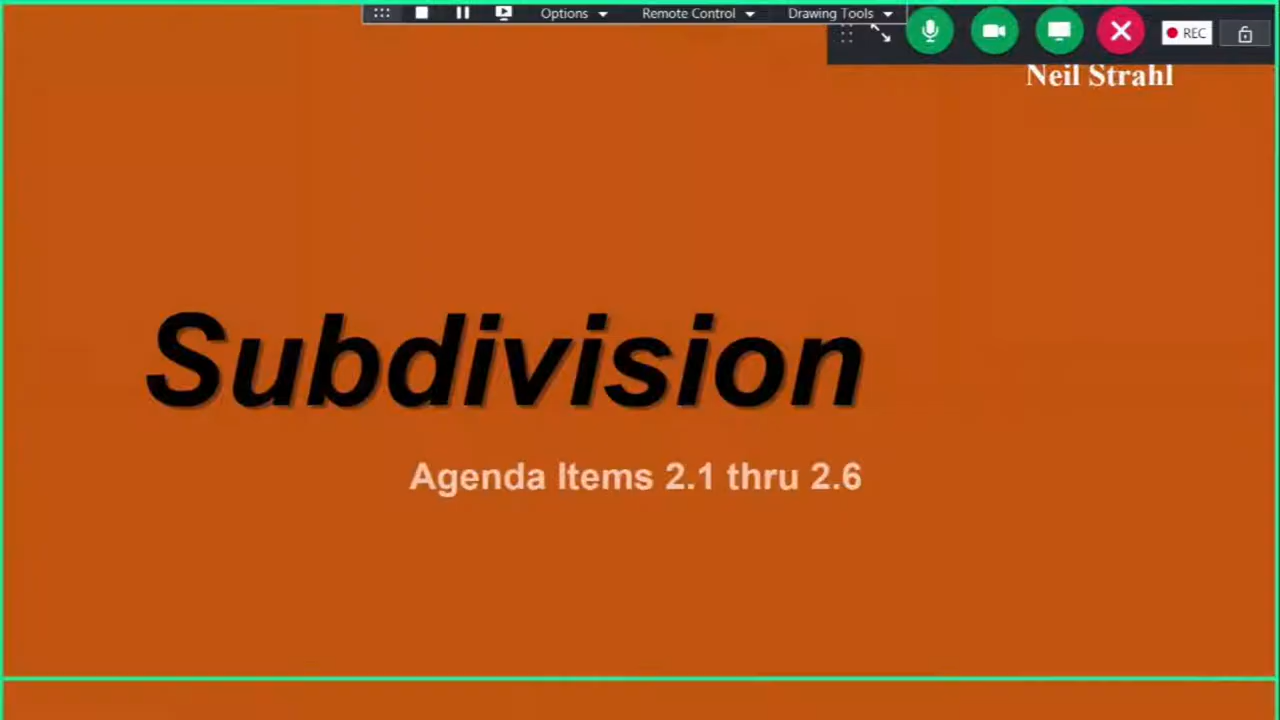 Options
Remote Control
Drawing Tools
REC
Neil Strahl
Subdivision
Agenda Items 2.1 thru 2.6